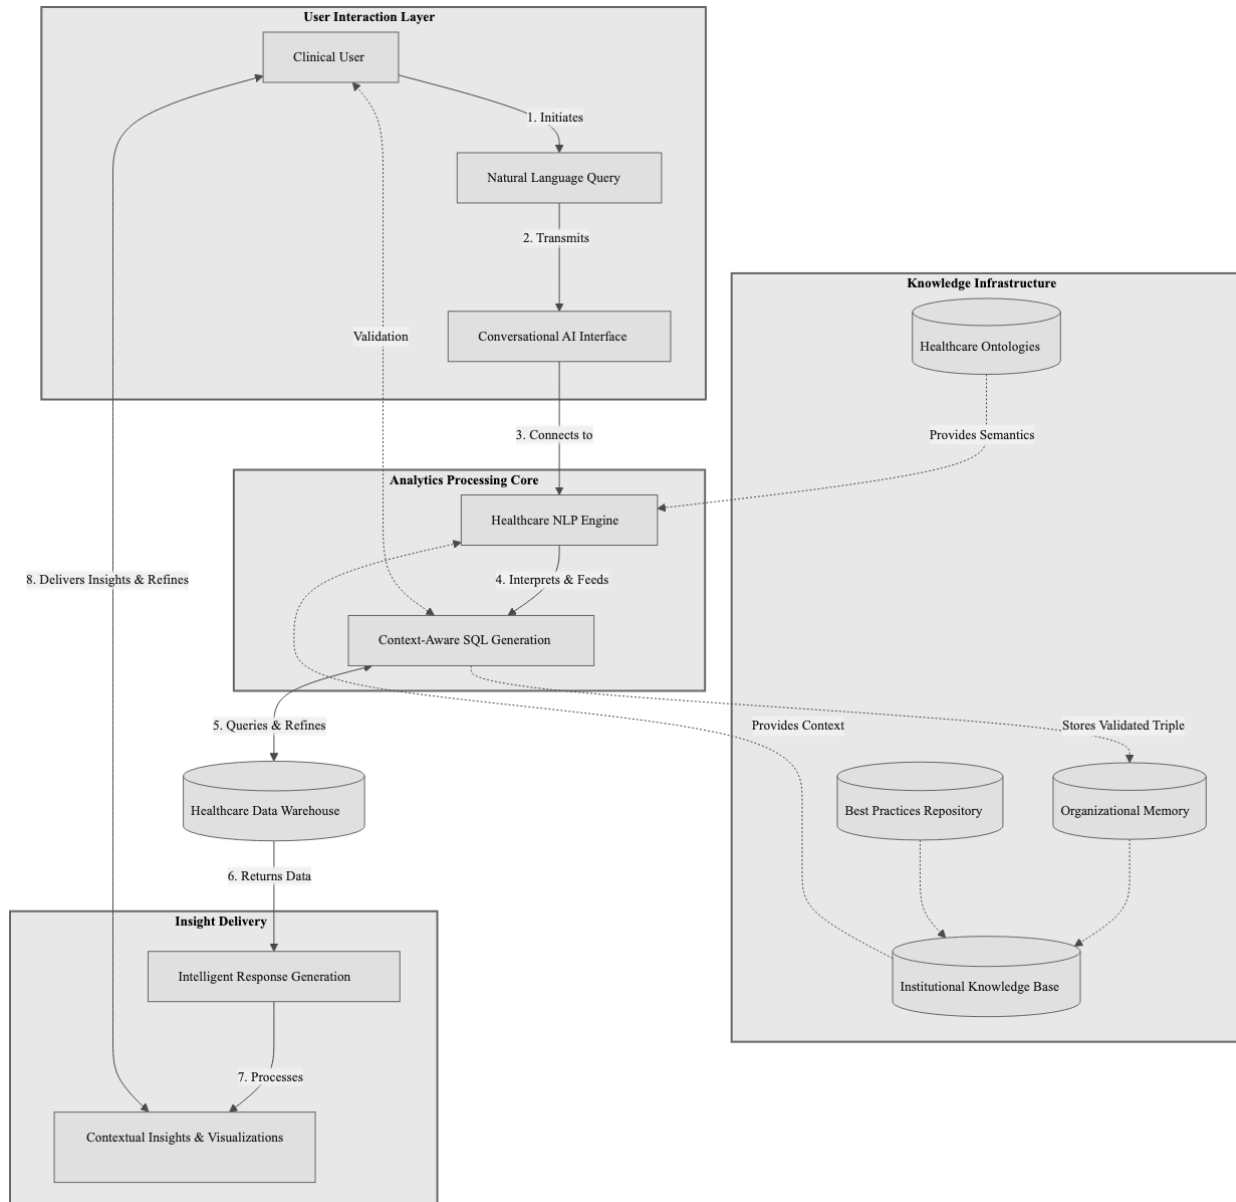 User Interaction Layer
Clinical User
1. Initiates
Natural Language Query
2. Transmits
Knowledge Infrastructure
Healthcare Ontologies
Validation
Conversational AI Interface
3. Connects to
Provides Semantics
Analytics Processing Core
Healthcare NLP Engine
8. Delivers Insights & Refines
4. Interprets & Feeds
Context-Aware SQL Generation
5. Queries & Refines
Provides Context
Stores Validated Triple
Healthcare Data Warehouse
Best Practices Repository
Organizational Memory
6. Returns Data
Insight Delivery
Intelligent Response Generation
Institutional Knowledge Base
7. Processes
Contextual Insights & Visualizations